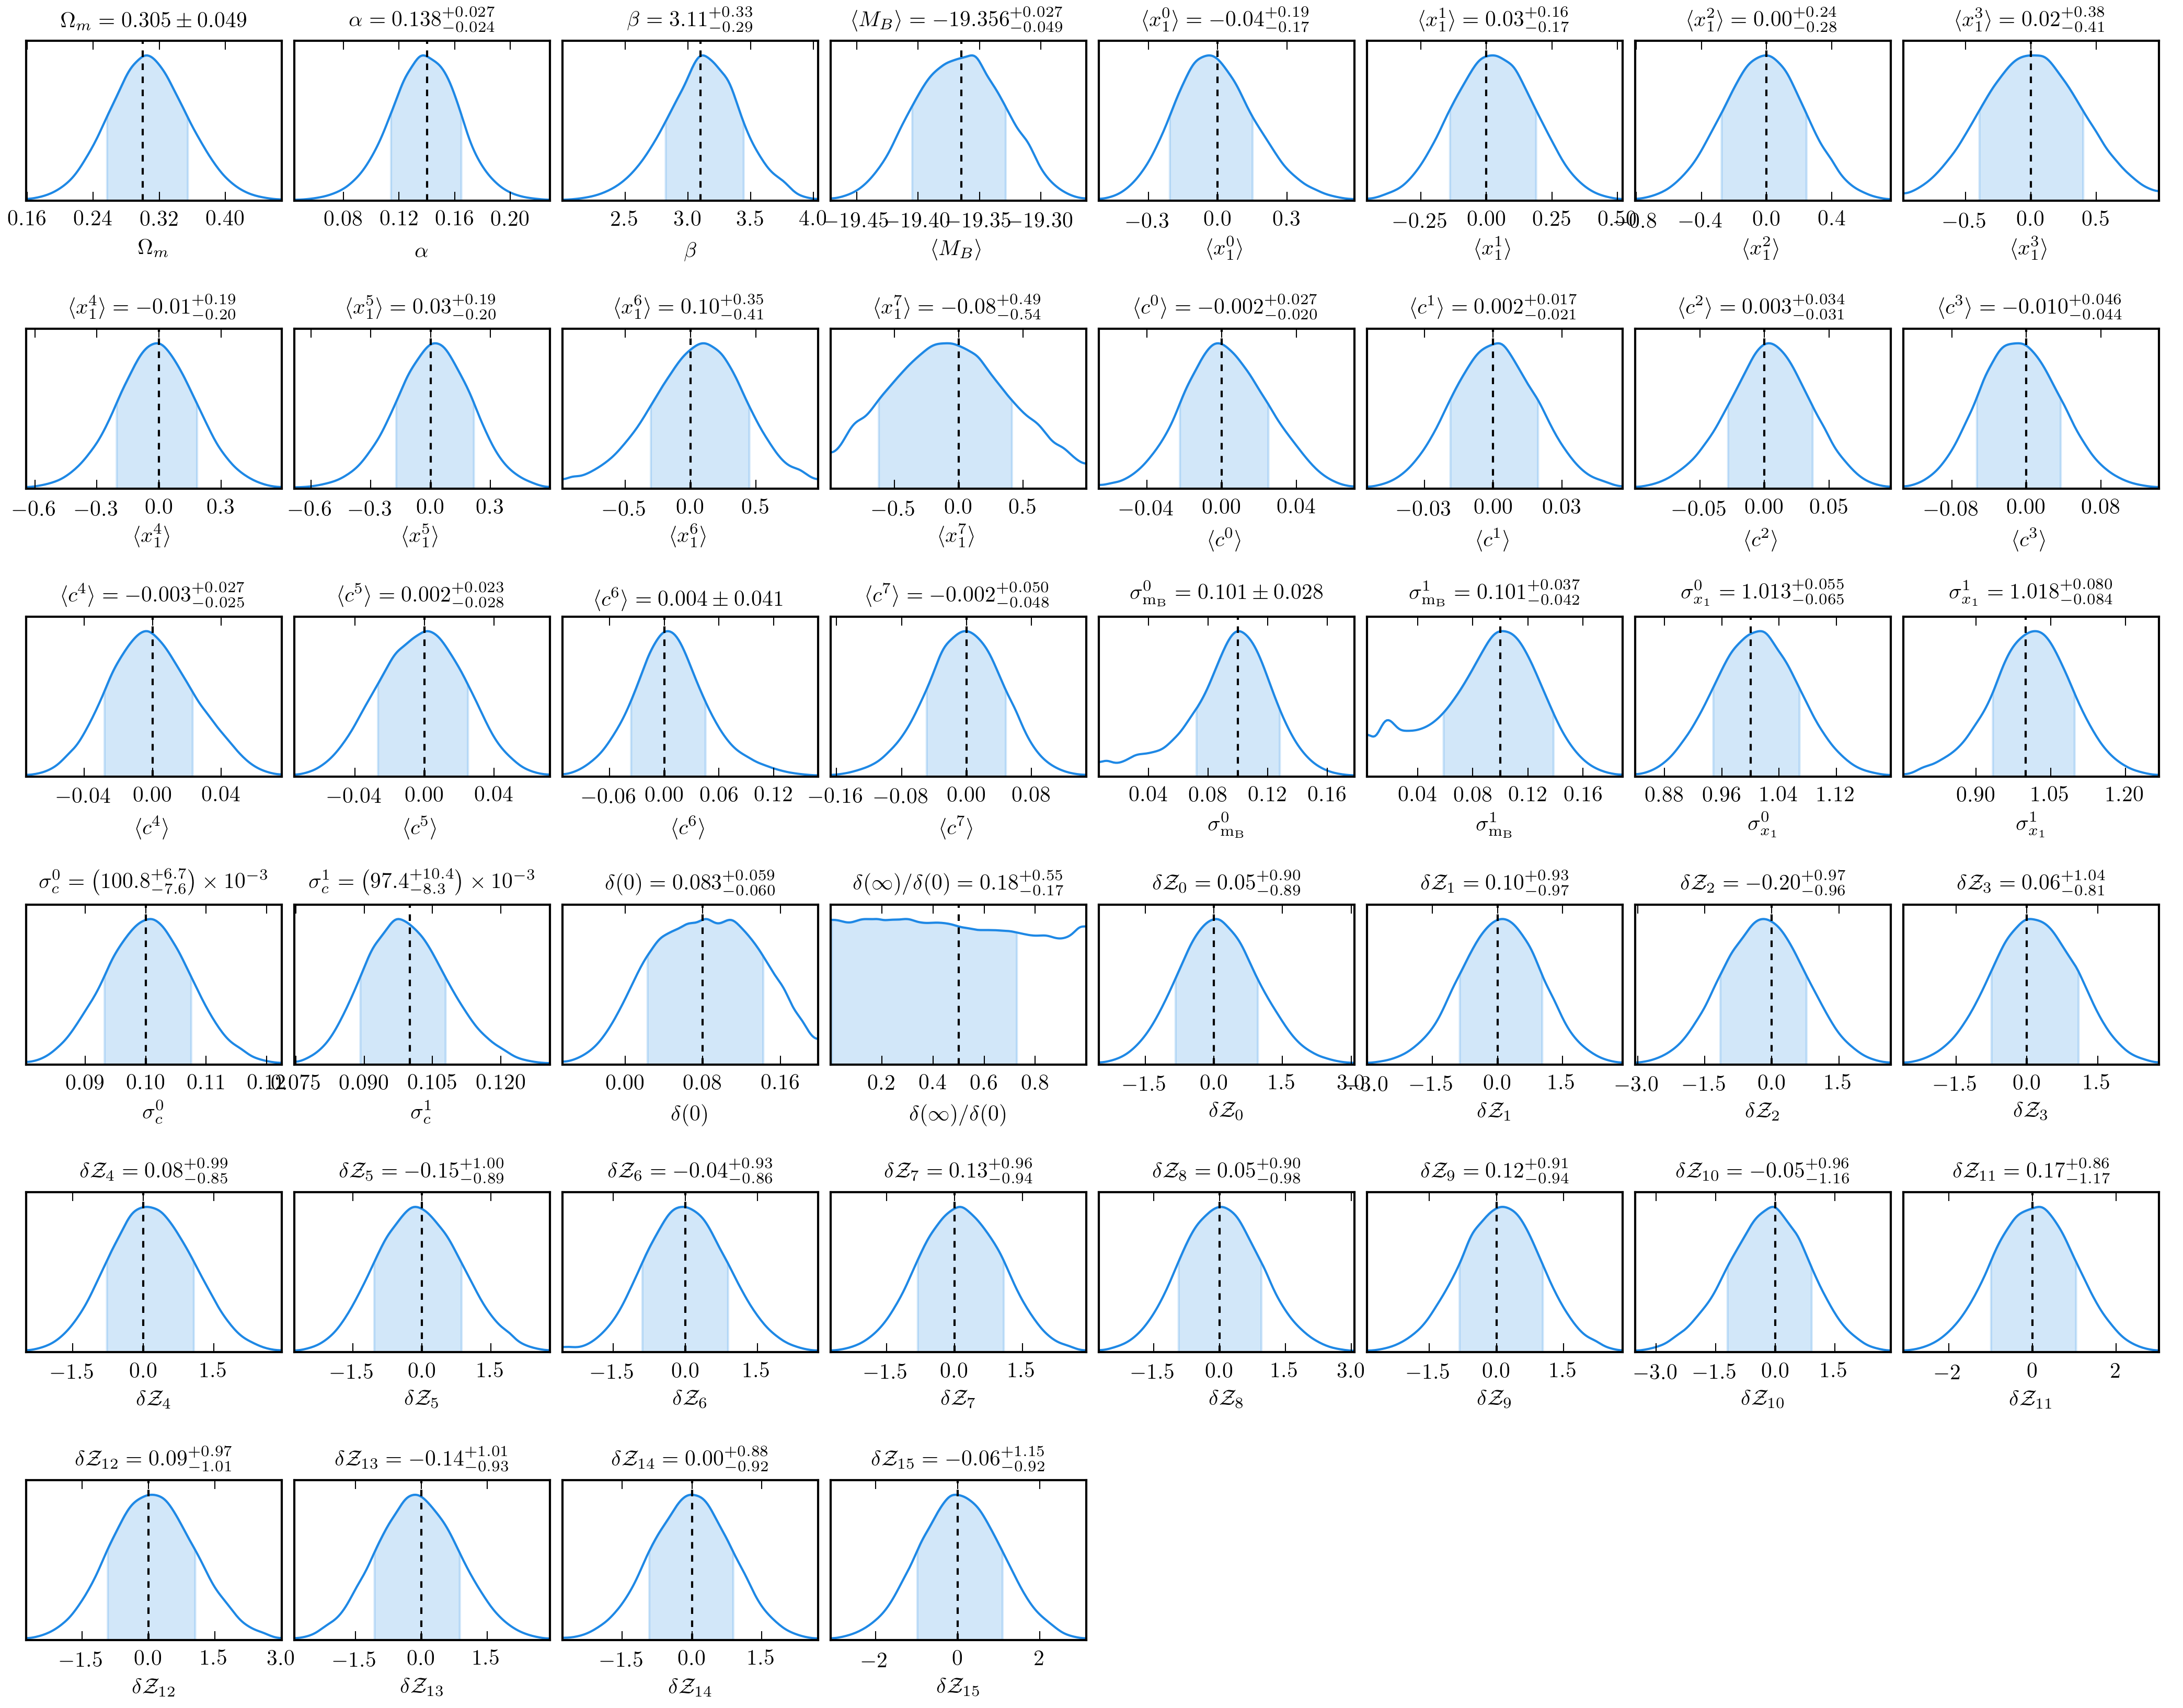 Ω_m = 0.305 ± 0.049 α = 0.138^{+0.027}_{−0.024} β = 3.11^{+0.33}_{−0.29} ⟨M_B⟩ = −19.356^{+0.027}_{−0.049} ⟨x_1^0⟩ = −0.04^{+0.19}_{−0.17} ⟨x_1^1⟩ = 0.03^{+0.16}_{−0.17} ⟨x_1^2⟩ = 0.00^{+0.24}_{−0.28} ⟨x_1^3⟩ = 0.02^{+0.38}_{−0.41}
0.16 0.24 0.32 0.40 0.08 0.12 0.16 0.20 2.5 3.0 3.5 4.0 −19.45 −19.40 −19.35 −19.30 −0.3 0.0 0.3 −0.25 0.00 0.25 0.50 −0.8 −0.4 0.0 0.4 −0.5 0.0 0.5
Ω_m α β ⟨M_B⟩ ⟨x_1^0⟩ ⟨x_1^1⟩ ⟨x_1^2⟩ ⟨x_1^3⟩
⟨x_1^4⟩ = −0.01^{+0.19}_{−0.20} ⟨x_1^5⟩ = 0.03^{+0.19}_{−0.20} ⟨x_1^6⟩ = 0.10^{+0.35}_{−0.41} ⟨x_1^7⟩ = −0.08^{+0.49}_{−0.54} ⟨c^0⟩ = −0.002^{+0.027}_{−0.020} ⟨c^1⟩ = 0.002^{+0.017}_{−0.021} ⟨c^2⟩ = 0.003^{+0.034}_{−0.031} ⟨c^3⟩ = −0.010^{+0.046}_{−0.044}
−0.6 −0.3 0.0 0.3 −0.6 −0.3 0.0 0.3 −0.5 0.0 0.5 −0.5 0.0 0.5 −0.04 0.00 0.04 −0.03 0.00 0.03 −0.05 0.00 0.05 −0.08 0.00 0.08
⟨x_1^4⟩ ⟨x_1^5⟩ ⟨x_1^6⟩ ⟨x_1^7⟩ ⟨c^0⟩ ⟨c^1⟩ ⟨c^2⟩ ⟨c^3⟩
⟨c^4⟩ = −0.003^{+0.027}_{−0.025} ⟨c^5⟩ = 0.002^{+0.023}_{−0.028} ⟨c^6⟩ = 0.004 ± 0.041 ⟨c^7⟩ = −0.002^{+0.050}_{−0.048} σ_{m_B}^0 = 0.101 ± 0.028 σ_{m_B}^1 = 0.101^{+0.037}_{−0.042} σ_{x_1}^0 = 1.013^{+0.055}_{−0.065} σ_{x_1}^1 = 1.018^{+0.080}_{−0.084}
−0.04 0.00 0.04 −0.04 0.00 0.04 −0.06 0.00 0.06 0.12 −0.16 −0.08 0.00 0.08 0.04 0.08 0.12 0.16 0.04 0.08 0.12 0.16 0.88 0.96 1.04 1.12 0.90 1.05 1.20
⟨c^4⟩ ⟨c^5⟩ ⟨c^6⟩ ⟨c^7⟩ σ_{m_B}^0 σ_{m_B}^1 σ_{x_1}^0 σ_{x_1}^1
σ_c^0 = (100.8^{+6.7}_{−7.6}) × 10^{−3} σ_c^1 = (97.4^{+10.4}_{−8.3}) × 10^{−3} δ(0) = 0.083^{+0.059}_{−0.060} δ(∞)/δ(0) = 0.18^{+0.55}_{−0.17} δ𝒵_0 = 0.05^{+0.90}_{−0.89} δ𝒵_1 = 0.10^{+0.93}_{−0.97} δ𝒵_2 = −0.20^{+0.97}_{−0.96} δ𝒵_3 = 0.06^{+1.04}_{−0.81}
0.09 0.10 0.11 0.12 0.075 0.090 0.105 0.120 0.00 0.08 0.16 0.2 0.4 0.6 0.8 −1.5 0.0 1.5 3.0 −3.0 −1.5 0.0 1.5 −3.0 −1.5 0.0 1.5 −1.5 0.0 1.5
σ_c^0 σ_c^1 δ(0) δ(∞)/δ(0) δ𝒵_0 δ𝒵_1 δ𝒵_2 δ𝒵_3
δ𝒵_4 = 0.08^{+0.99}_{−0.85} δ𝒵_5 = −0.15^{+1.00}_{−0.89} δ𝒵_6 = −0.04^{+0.93}_{−0.86} δ𝒵_7 = 0.13^{+0.96}_{−0.94} δ𝒵_8 = 0.05^{+0.90}_{−0.98} δ𝒵_9 = 0.12^{+0.91}_{−0.94} δ𝒵_{10} = −0.05^{+0.96}_{−1.16} δ𝒵_{11} = 0.17^{+0.86}_{−1.17}
−1.5 0.0 1.5 −1.5 0.0 1.5 −1.5 0.0 1.5 −1.5 0.0 1.5 −1.5 0.0 1.5 3.0 −1.5 0.0 1.5 −3.0 −1.5 0.0 1.5 −2 0 2
δ𝒵_4 δ𝒵_5 δ𝒵_6 δ𝒵_7 δ𝒵_8 δ𝒵_9 δ𝒵_{10} δ𝒵_{11}
δ𝒵_{12} = 0.09^{+0.97}_{−1.01} δ𝒵_{13} = −0.14^{+1.01}_{−0.93} δ𝒵_{14} = 0.00^{+0.88}_{−0.92} δ𝒵_{15} = −0.06^{+1.15}_{−0.92}
−1.5 0.0 1.5 3.0 −1.5 0.0 1.5 −1.5 0.0 1.5 −2 0 2
δ𝒵_{12} δ𝒵_{13} δ𝒵_{14} δ𝒵_{15}